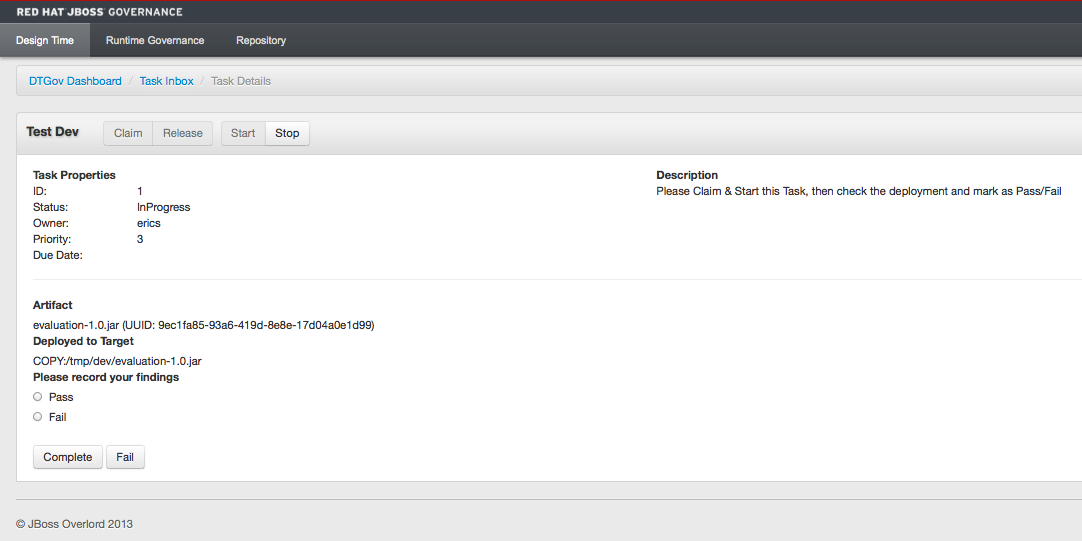 RED HAT JBOSS GOVERNANCE
Design Time Runtime Governance Repository
DTGov Dashboard / Task Inbox / Task Details
Test Dev Claim Release Start Stop
Task Properties
ID: 1
Status: InProgress
Owner: erics
Priority: 3
Due Date:
Description
Please Claim & Start this Task, then check the deployment and mark as Pass/Fail
Artifact
evaluation-1.0.jar (UUID: 9ec1fa85-93a6-419d-8e8e-17d04a0e1d99)
Deployed to Target
COPY:/tmp/dev/evaluation-1.0.jar
Please record your findings
Pass
Fail
Complete Fail
© JBoss Overlord 2013